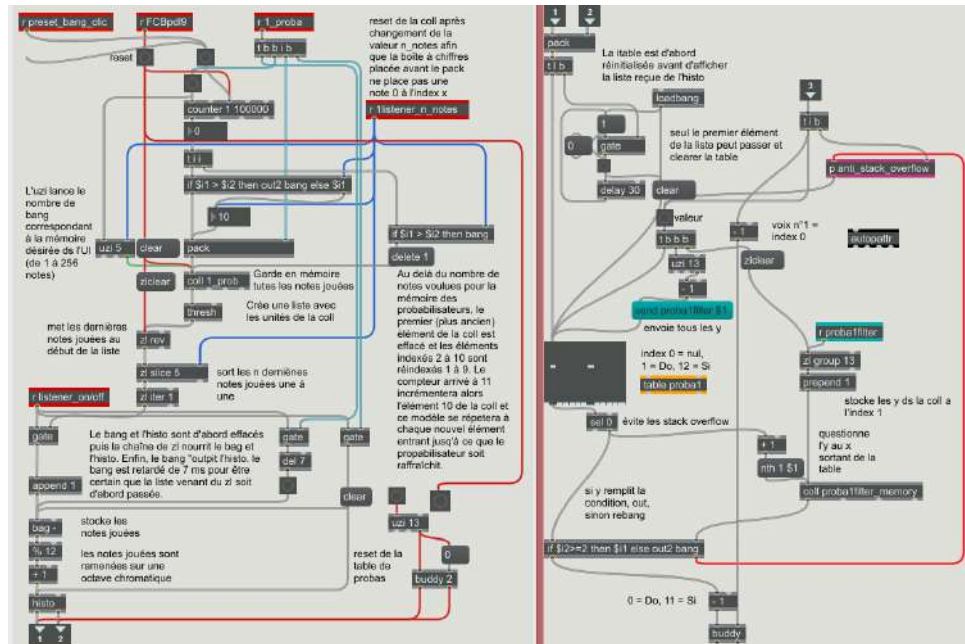 r preset_bang_clic
r FCBpdl9
r 1_proba
reset
t b b i b
counter 1 100000
0
t i i
if $i1 > $i2 then out2 bang else $i1
10
reset de la coll après
changement de la
valeur n_notes afin
que la boîte à chiffres
placée avant le pack
ne place pas une
note 0 à l'index x
r 1listener_n_notes
L'uzi lance le
nombre de
bang
correspondant
à la mémoire
désirée ds l'UI
(de 1 à 256
notes)
uzi 5
clear
pack
if $i1 > $i2 then bang
delete 1
zlclear
coll 1_prob
Garde en mémoire
tutes les notes jouées
thresh
Crée une liste avec
les unités de la coll
met les dernières
notes jouées au
début de la liste
zl rev
zl slice 5
sort les n dernières
notes jouées une à
une
zl iter 1
Au delà du nombre de
notes voulues pour la
mémoire des
probabilisateurs, le
premier (plus ancien)
élément de la coll est
effacé et les éléments
indexés 2 à 10 sont
réindexés 1 à 9. Le
compteur arrivé à 11
incrémentera alors
l'elément 10 de la coll et
ce modèle se répetera à
chaque nouvel élément
entrant jusqà ce que le
propabilisateur soit
raffraîchit.
r listener_on/off
gate
gate
gate
Le bang et l'histo sont d'abord effacés
puis la chaîne de zl nourrit le bag et
l'histo. Enfin, le bang "outpit l'histo. le
bang est retardé de 7 ms pour être
certain que la liste venant du zl soit
d'abord passée.
del 7
append 1
clear
bag -
stocke les
notes jouées
% 12
les notes jouées sont
ramenées sur une
octave chromatique
+ 1
histo
1 2
uzi 13
0
reset de la
table de
probas
buddy 2
1 2
pack
t l b
La itable est d'abord
réinitialisée avant d'afficher
la liste reçue de l'histo
loadbang
3
t i b
1
0
gate
seul le premier élément
de la liste peut passer et
clearer la table
p anti_stack_overflow
delay 30
clear
valeur
t b b b
- 1
voix n°1 =
index 0
autopattr
uzi 13
zlclear
- 1
send proba1filter $1
envoie tous les y
r proba1filter
index 0 = nul,
1 = Do, 12 = Si
table proba1
zl group 13
prepend 1
stocke les y ds la coll a
l'index 1
sel 0
évite les stack overflow
+ 1
questionne
l'y au x
sortant de la
table
nth 1 $1
coll proba1filter_memory
si y remplit la
condition, out,
sinon rebang
if $i2>=2 then $i1 else out2 bang
0 = Do, 11 = Si
- 1
buddy